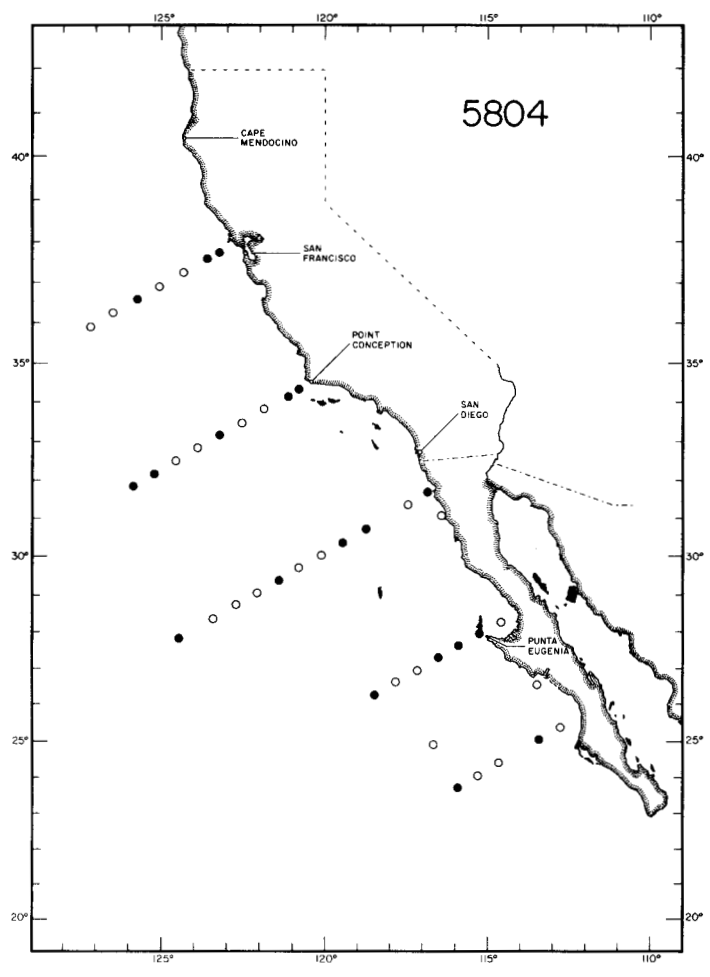 120°
115°
110°
5804
CAPE
MENDOCINO
40°
40°
SAN
FRANCISCO
POINT
CONCEPTION
35°
35°
SAN
DIEGO
30°
30°
PUNTA
EUGENIA
25°
25°
20°
20°
125°
120°
115°
110°